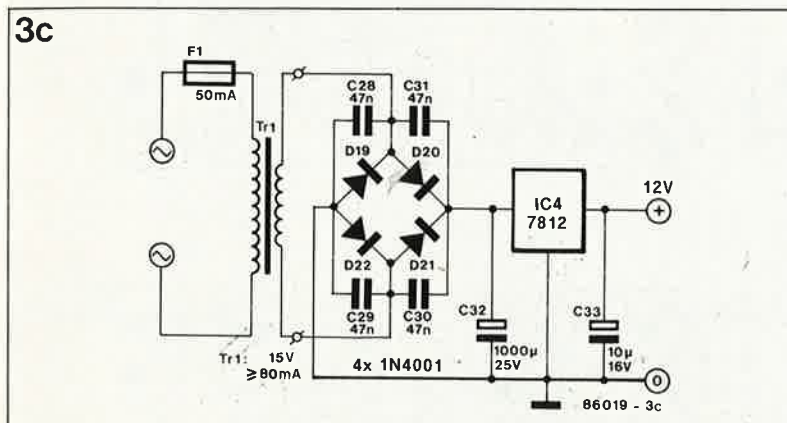 3c
F1
50mA
Tr1
C28
47n
C31
47n
D19
D20
D22
D21
C29
47n
C30
47n
Tr1:
15V
≥80mA
4x 1N4001
IC4
7812
12V
+
C32
1000µ
25V
C33
10µ
16V
0
86019 - 3c